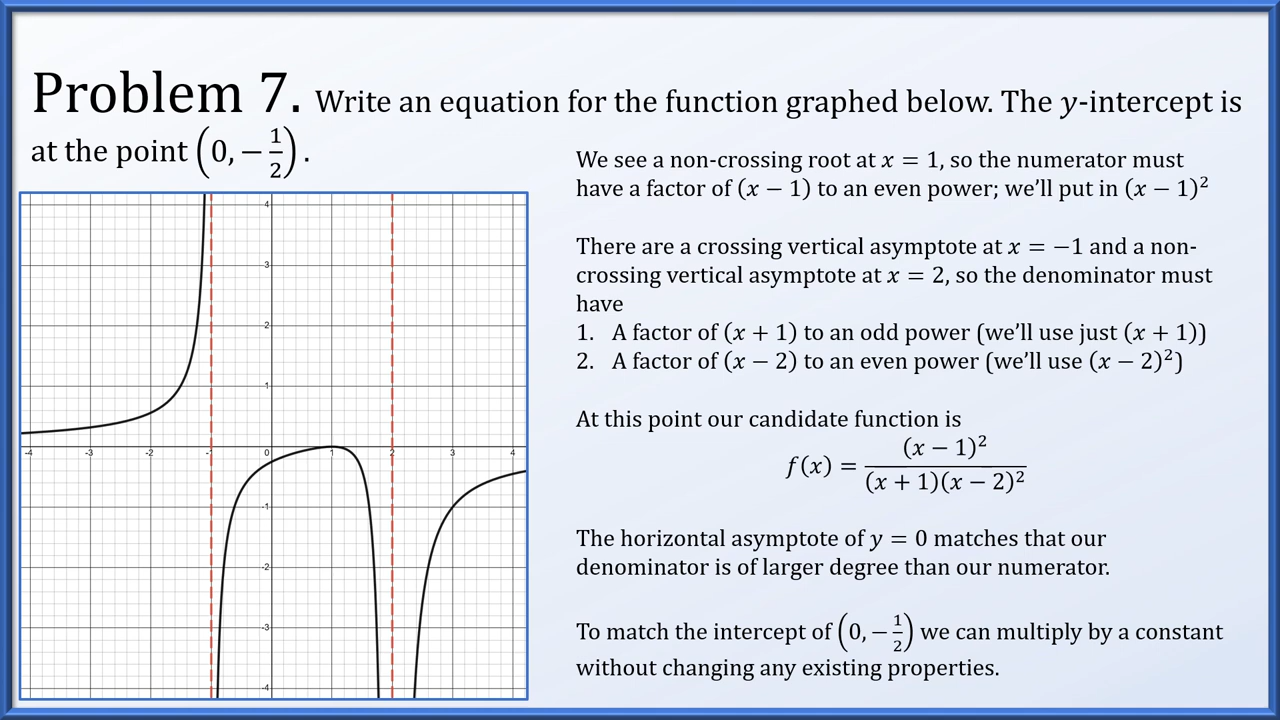 Problem 7. Write an equation for the function graphed below. The y-intercept is
at the point (0, −1/2).
We see a non-crossing root at x = 1, so the numerator must
have a factor of (x − 1) to an even power; we’ll put in (x − 1)²
There are a crossing vertical asymptote at x = −1 and a non-
crossing vertical asymptote at x = 2, so the denominator must
have
1. A factor of (x + 1) to an odd power (we’ll use just (x + 1))
2. A factor of (x − 2) to an even power (we’ll use (x − 2)²)
At this point our candidate function is
f(x) = (x − 1)² / (x + 1)(x − 2)²
The horizontal asymptote of y = 0 matches that our
denominator is of larger degree than our numerator.
To match the intercept of (0, −1/2) we can multiply by a constant
without changing any existing properties.
4
3
2
1
-4 -3 -2 -1 0 1 2 3 4
-1
-2
-3
-4